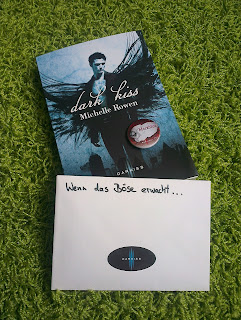 dark kiss
Michelle Rowen
DARKISS
Wenn das Böse erwacht...
DARKISS